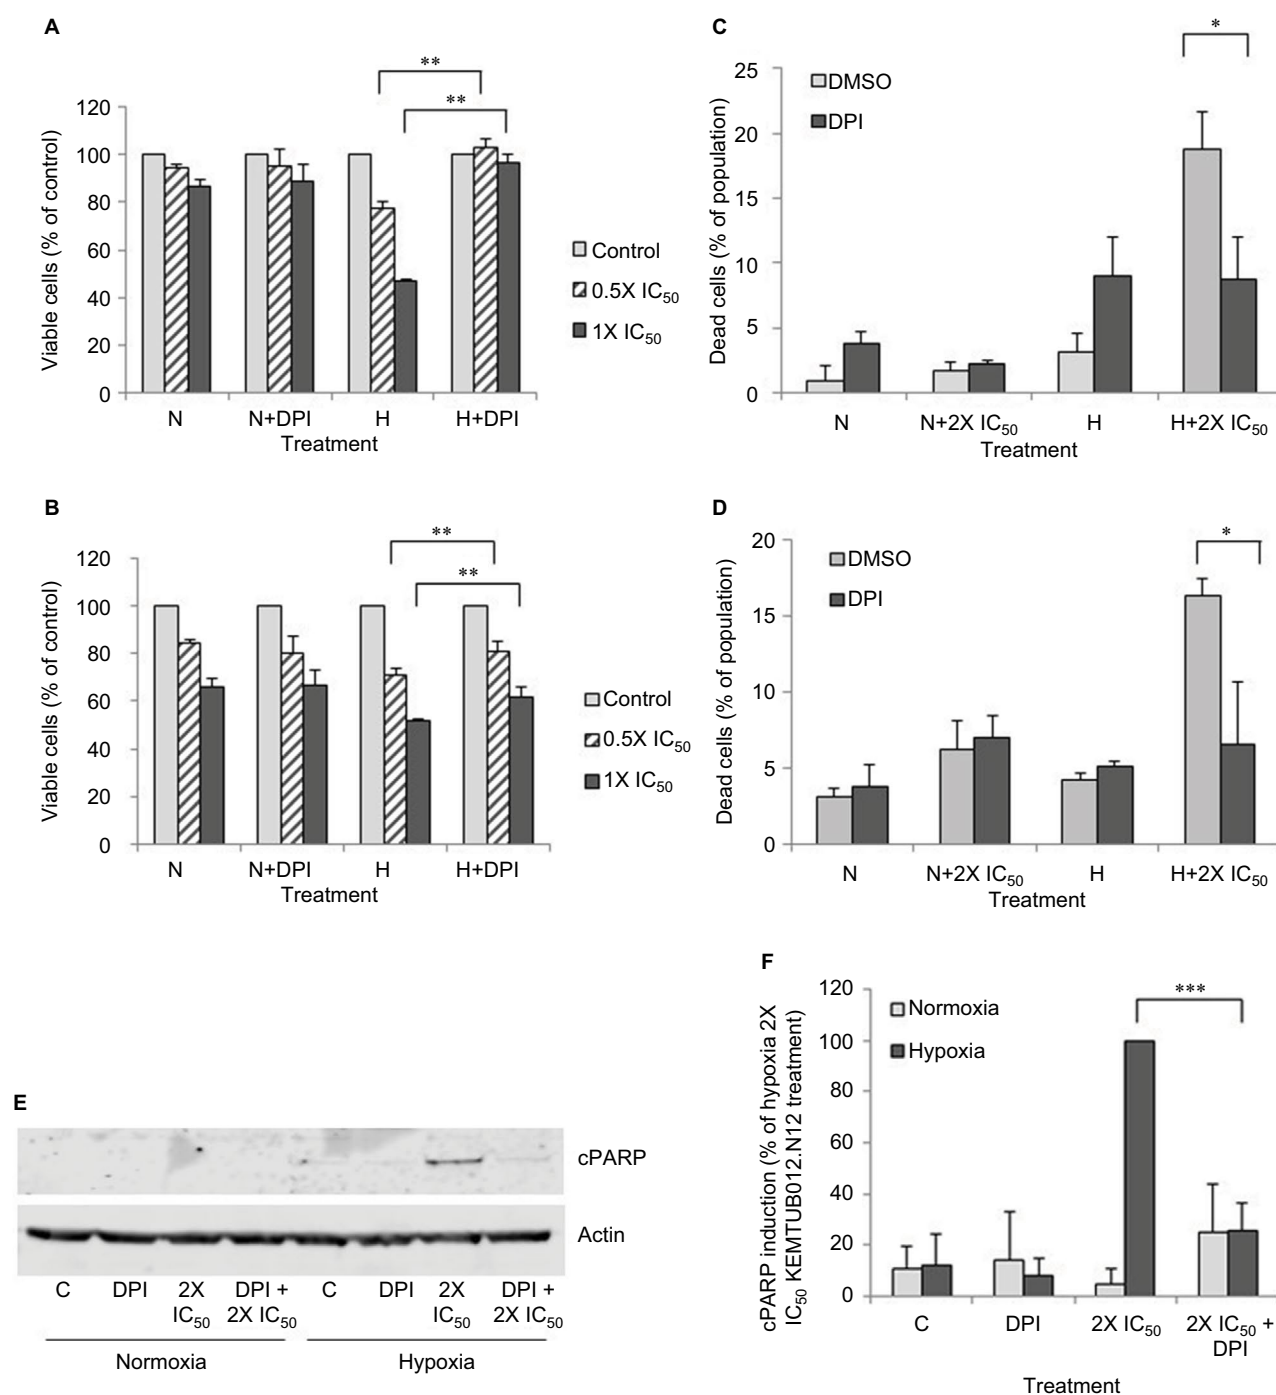 A
**
**
120
100
80
60
40
20
0
Viable cells (% of control)
N
N+DPI
H
H+DPI
Treatment
Control
0.5X IC50
1X IC50
C
*
DMSO
DPI
25
20
15
10
5
0
Dead cells (% of population)
N
N+2X IC50
H
H+2X IC50
Treatment
B
**
**
120
100
80
60
40
20
0
Viable cells (% of control)
N
N+DPI
H
H+DPI
Treatment
Control
0.5X IC50
1X IC50
D
*
DMSO
DPI
20
15
10
5
0
Dead cells (% of population)
N
N+2X IC50
H
H+2X IC50
Treatment
E
cPARP
Actin
C
DPI
2X
IC50
DPI +
2X IC50
C
DPI
2X
IC50
DPI +
2X IC50
Normoxia
Hypoxia
F
***
Normoxia
Hypoxia
120
100
80
60
40
20
0
cPARP induction (% of hypoxia 2X
IC50 KEMTUB012.N12 treatment)
C
DPI
2X IC50
2X IC50 +
DPI
Treatment